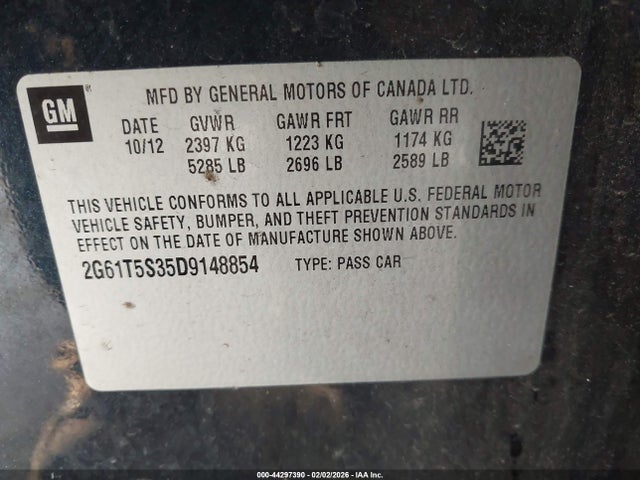 GM
MFD BY GENERAL MOTORS OF CANADA LTD.
DATE GVWR GAWR FRT GAWR RR
10/12 2397 KG 1223 KG 1174 KG
5285 LB 2696 LB 2589 LB
THIS VEHICLE CONFORMS TO ALL APPLICABLE U.S. FEDERAL MOTOR
VEHICLE SAFETY, BUMPER, AND THEFT PREVENTION STANDARDS IN
EFFECT ON THE DATE OF MANUFACTURE SHOWN ABOVE.
2G61T5S35D9148854 TYPE: PASS CAR
000-44297390 - 02/02/2026 - IAA Inc.